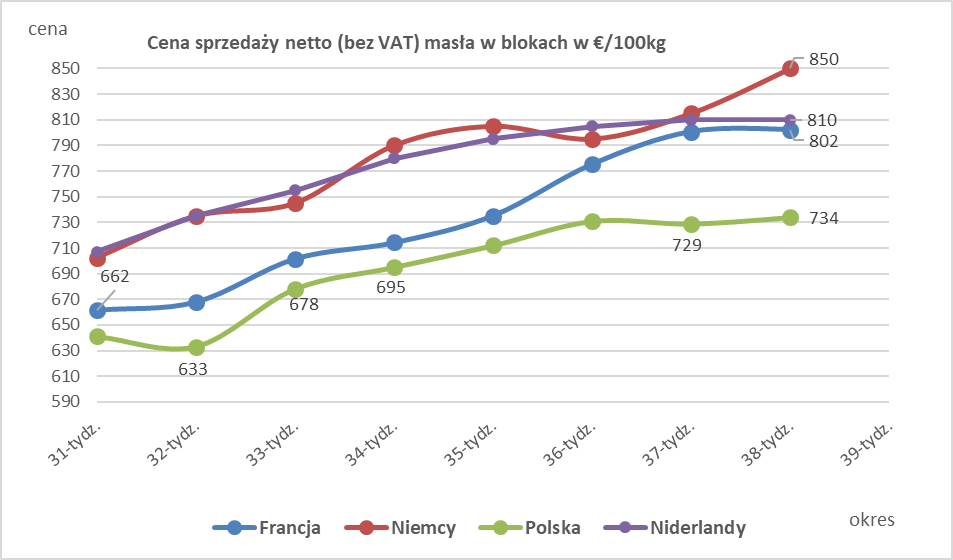 cena
Cena sprzedaży netto (bez VAT) masła w blokach w €/100kg
850
830
810
790
770
750
730
710
690
670
650
630
610
590
850
810
802
734
729
662
695
678
633
31-tydz.
32-tydz.
33-tydz.
34-tydz.
35-tydz.
36-tydz.
37-tydz.
38-tydz.
39-tydz.
okres
Francja Niemcy Polska Niderlandy